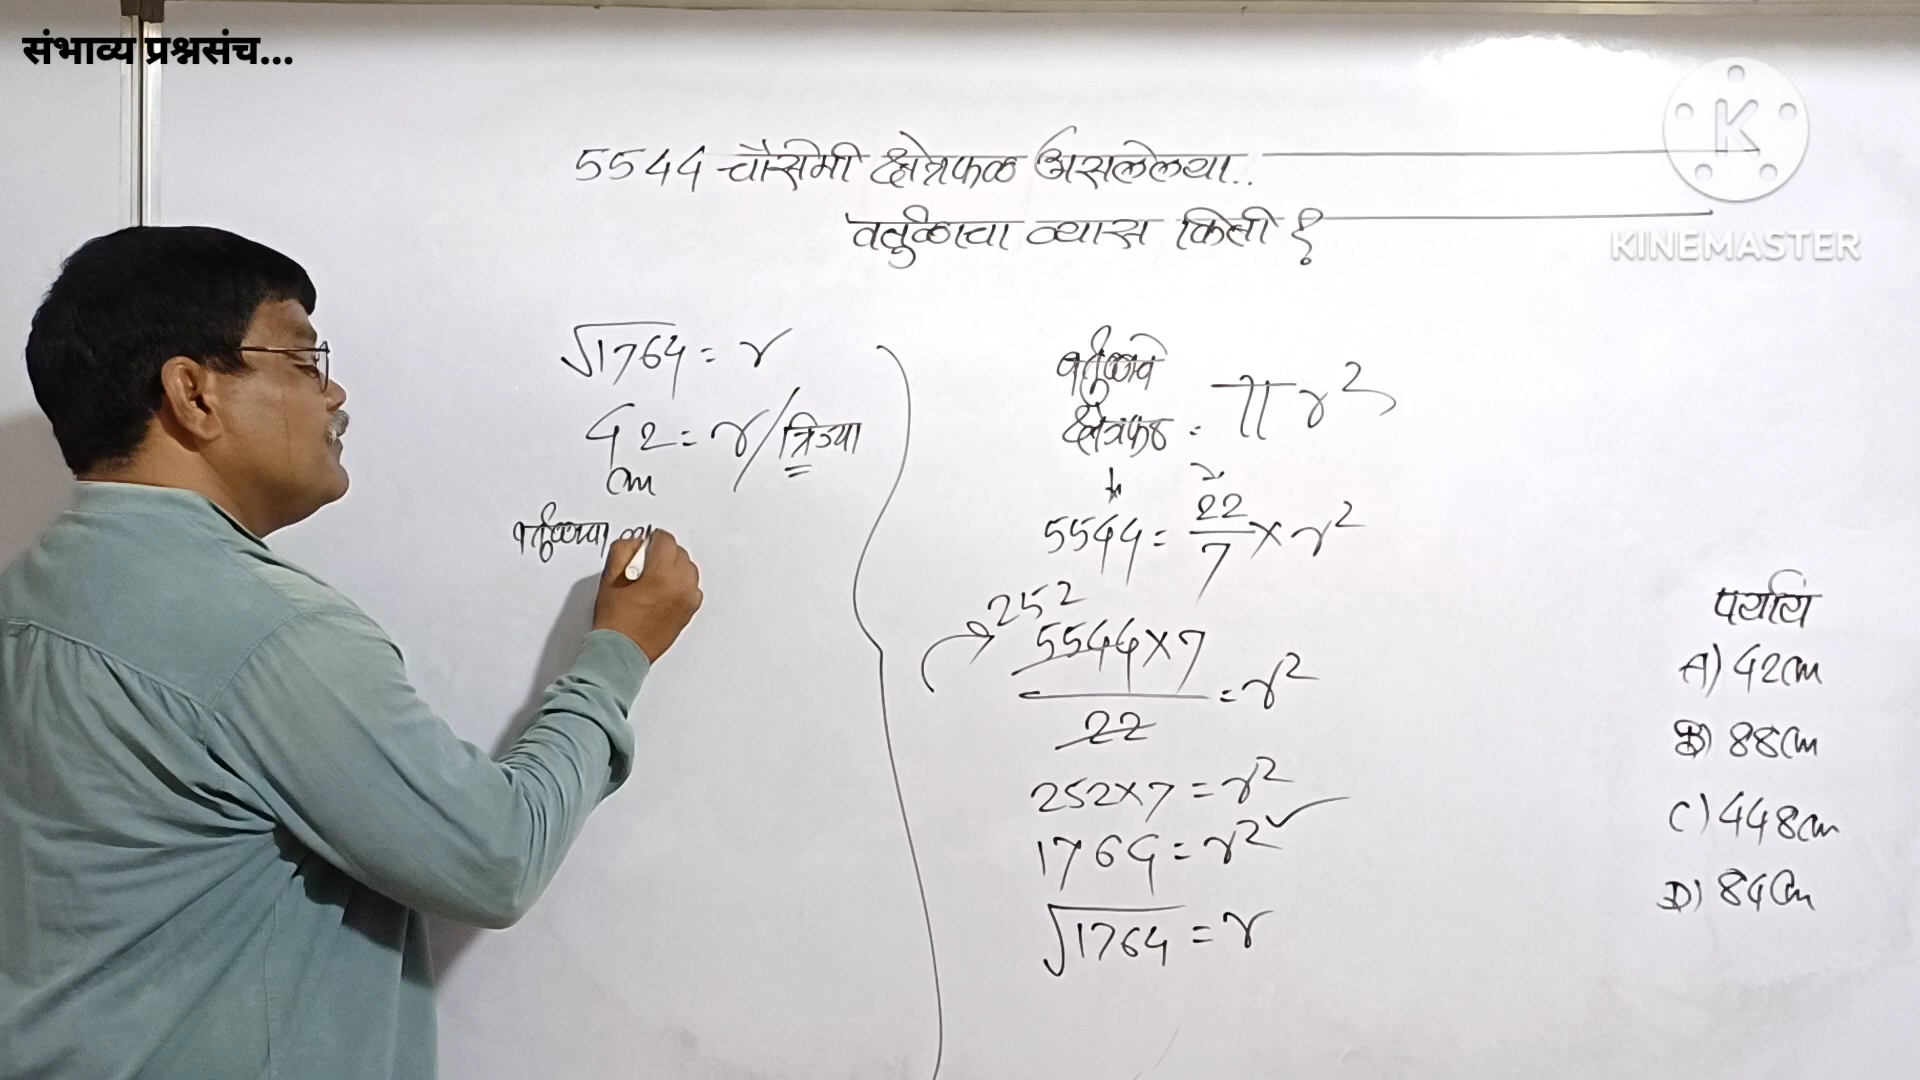 संभाव्य प्रश्नसंच...
K
KINEMASTER
5544 चौसेमी क्षेत्रफळ असलेल्या..
वर्तुळाचा व्यास किती?
√1764 = r
42 = r/त्रिज्या
cm
वर्तुळाचा
वर्तुळाचे
क्षेत्रफळ = πr²
5544 = 22/7 × r²
252
5544×7/22 = r²
252×7 = r²
1764 = r² ✓
√1764 = r
पर्याय
A) 42cm
B) 88cm
C) 448cm
D) 84cm